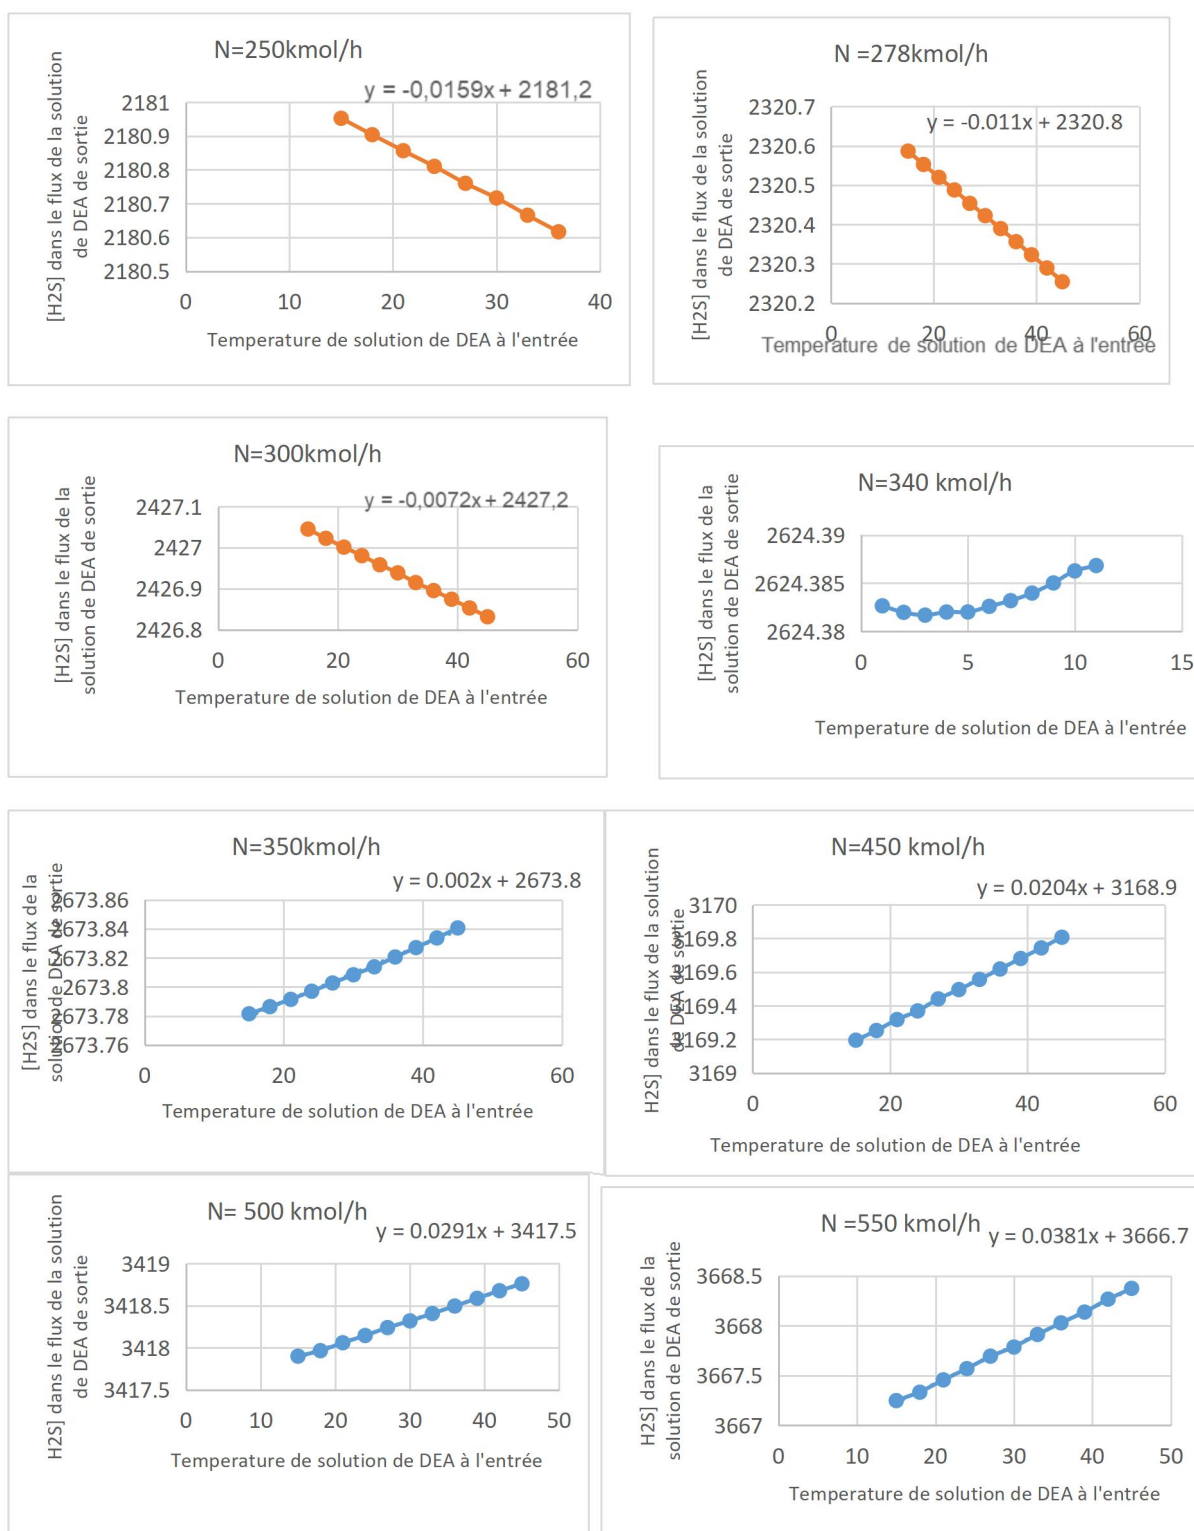 N=250kmol/h
y = -0,0159x + 2181,2
[H2S] dans le flux de la solution
de DEA de sortie
2181
2180.9
2180.8
2180.7
2180.6
2180.5
0 10 20 30 40
Temperature de solution de DEA à l'entrée
N =278kmol/h
y = -0.011x + 2320.8
[H2S] dans le flux de la solution
de DEA de sortie
2320.7
2320.6
2320.5
2320.4
2320.3
2320.2
0 20 40 60
Temperature de solution de DEA à l'entrée
N=300kmol/h
y = -0,0072x + 2427,2
[H2S] dans le flux de la
solution de DEA de sortie
2427.1
2427
2426.9
2426.8
0 20 40 60
Temperature de solution de DEA à l'entrée
N=340 kmol/h
[H2S] dans le flux de la
solution de DEA de sortie
2624.39
2624.385
2624.38
0 5 10 15
Temperature de solution de DEA à l'entrée
N=350kmol/h
y = 0.002x + 2673.8
[H2S] dans le flux de la
solution de DEA de sortie
2673.86
2673.84
2673.82
2673.8
2673.78
2673.76
0 20 40 60
Temperature de solution de DEA à l'entrée
N=450 kmol/h
y = 0.0204x + 3168.9
H2S] dans le flux de la solution
de DEA de sortie
3170
3169.8
3169.6
3169.4
3169.2
3169
0 20 40 60
Temperature de solution de DEA à l'entrée
N= 500 kmol/h
y = 0.0291x + 3417.5
H2S] dans le flux de la solution
de DEA de sortie
3419
3418.5
3418
3417.5
0 10 20 30 40 50
Temperature de solution de DEA à l'entrée
N =550 kmol/h
y = 0.0381x + 3666.7
H2S] dans le flux de la
solution de DEA de sortie
3668.5
3668
3667.5
3667
0 10 20 30 40 50
Temperature de solution de DEA à l'entrée